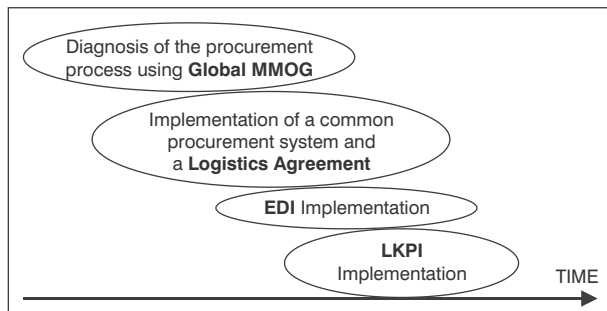 Diagnosis of the procurement
process using Global MMOG
Implementation of a common
procurement system and
a Logistics Agreement
EDI Implementation
LKPI
Implementation
TIME